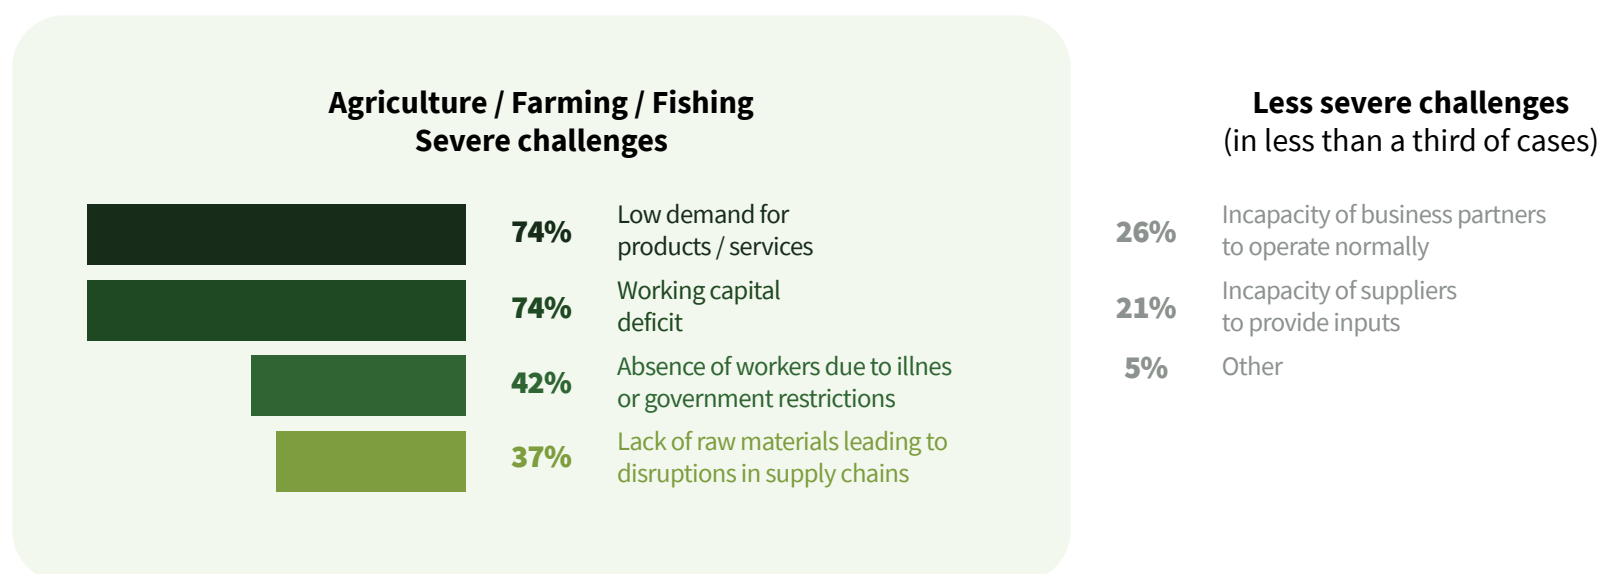 Agriculture / Farming / Fishing
Severe challenges
74%
Low demand for
products / services
74%
Working capital
deficit
42%
Absence of workers due to illnes
or government restrictions
37%
Lack of raw materials leading to
disruptions in supply chains
Less severe challenges
(in less than a third of cases)
26%
Incapacity of business partners
to operate normally
21%
Incapacity of suppliers
to provide inputs
5%
Other